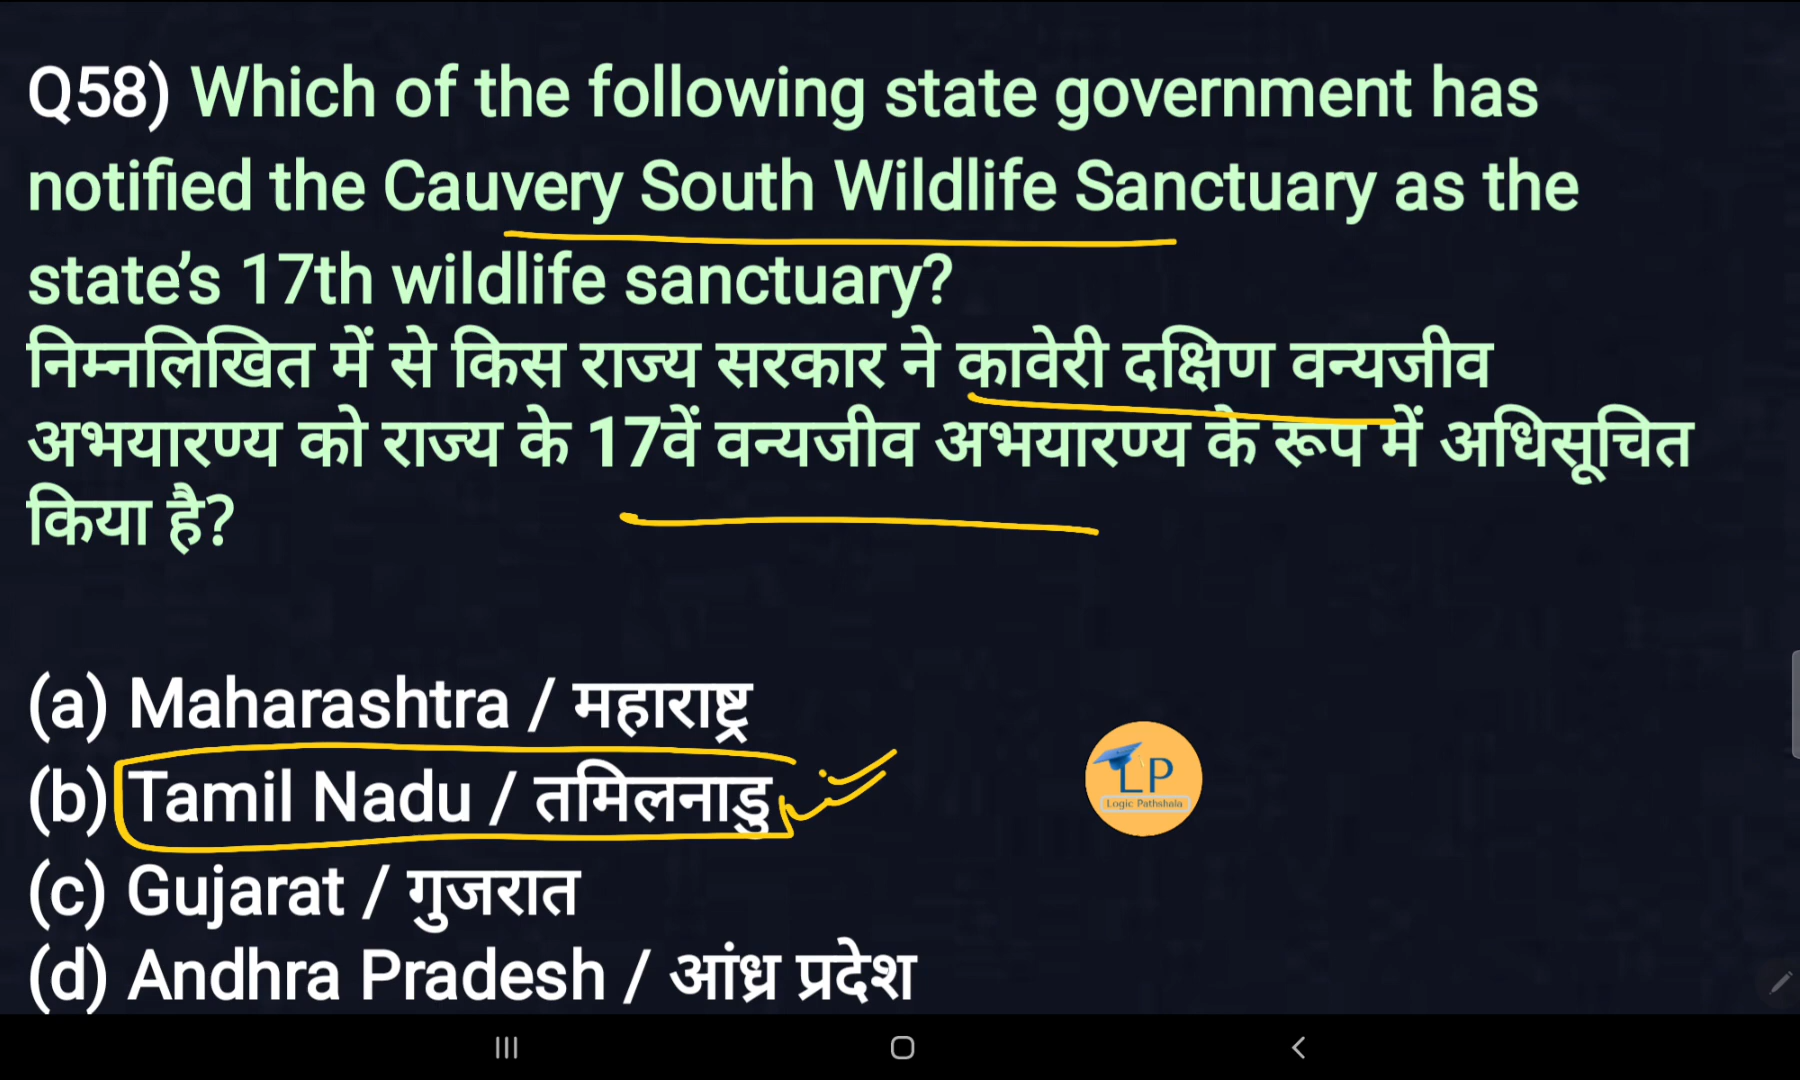 Q58) Which of the following state government has
notified the Cauvery South Wildlife Sanctuary as the
state’s 17th wildlife sanctuary?
निम्नलिखित में से किस राज्य सरकार ने कावेरी दक्षिण वन्यजीव
अभयारण्य को राज्य के 17वें वन्यजीव अभयारण्य के रूप में अधिसूचित
किया है?
(a) Maharashtra / महाराष्ट्र
(b) Tamil Nadu / तमिलनाडु
LP
Logic Pathshala
(c) Gujarat / गुजरात
(d) Andhra Pradesh / आंध्र प्रदेश